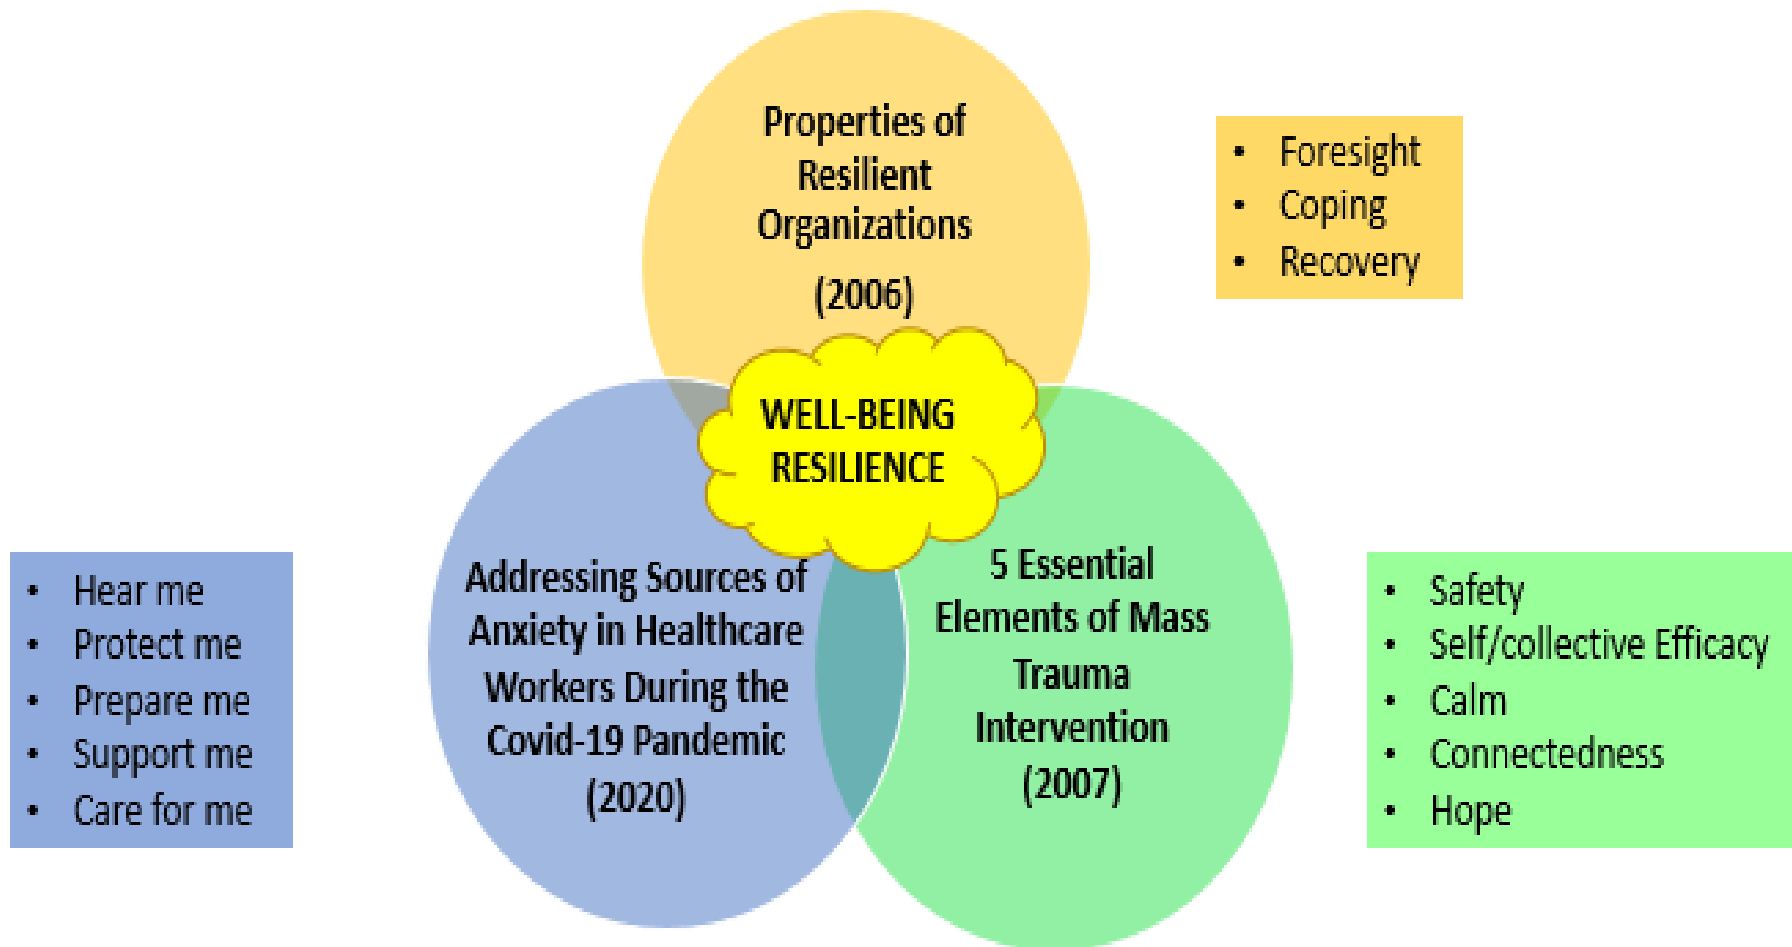 Properties of
Resilient
Organizations
(2006)
• Foresight
• Coping
• Recovery
WELL-BEING
RESILIENCE
Addressing Sources of
Anxiety in Healthcare
Workers During the
Covid-19 Pandemic
(2020)
• Hear me
• Protect me
• Prepare me
• Support me
• Care for me
5 Essential
Elements of Mass
Trauma
Intervention
(2007)
• Safety
• Self/collective Efficacy
• Calm
• Connectedness
• Hope